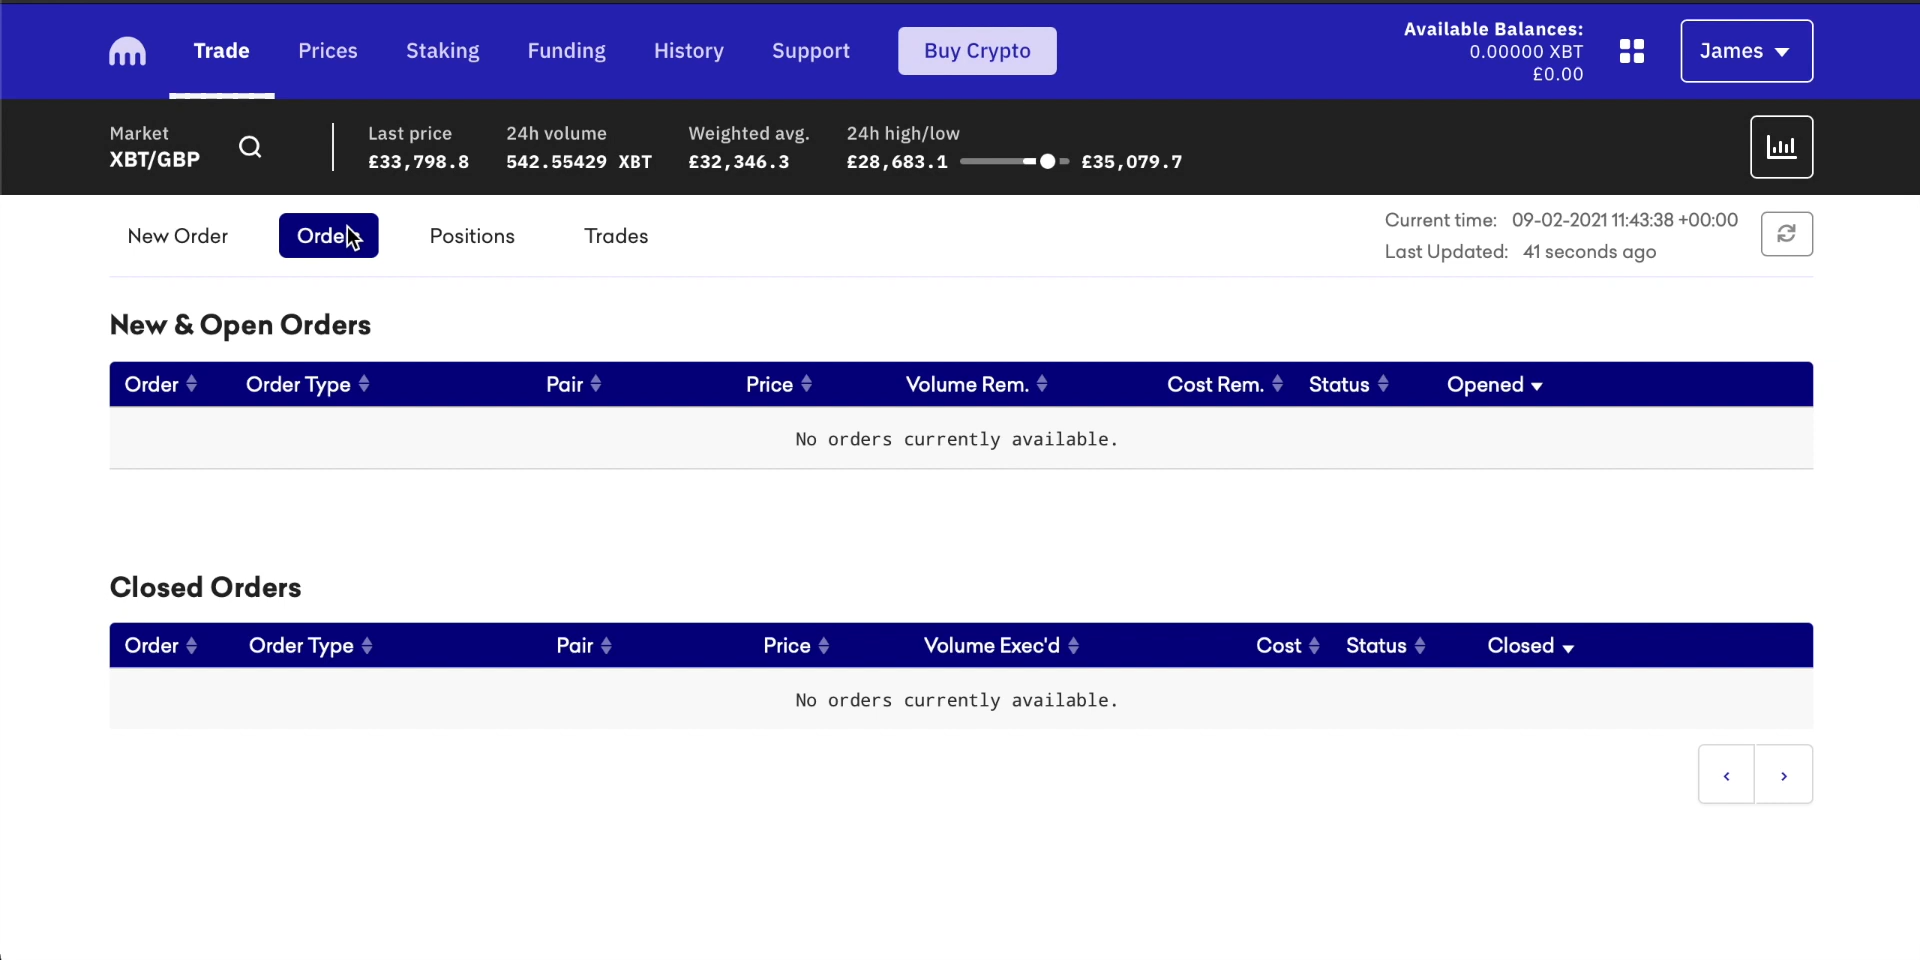 Trade
Prices
Staking
Funding
History
Support
Buy Crypto
Available Balances:
0.00000 XBT
£0.00
James
Market
XBT/GBP
Last price
£33,798.8
24h volume
542.55429 XBT
Weighted avg.
£32,346.3
24h high/low
£28,683.1
£35,079.7
New Order
Positions
Trades
Current time: 09-02-2021 11:43:38 +00:00
Last Updated: 41 seconds ago
New & Open Orders
Order
Order Type
Pair
Price
Volume Rem.
Cost Rem.
Status
Opened
No orders currently available.
Closed Orders
Order
Order Type
Pair
Price
Volume Exec'd
Cost
Status
Closed
No orders currently available.